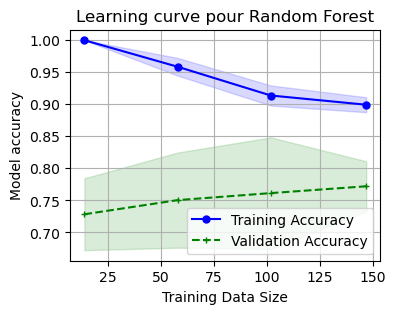 Learning curve pour Random Forest
Model accuracy
1.00
0.95
0.90
0.85
0.80
0.75
0.70
Training Accuracy
Validation Accuracy
25 50 75 100 125 150
Training Data Size